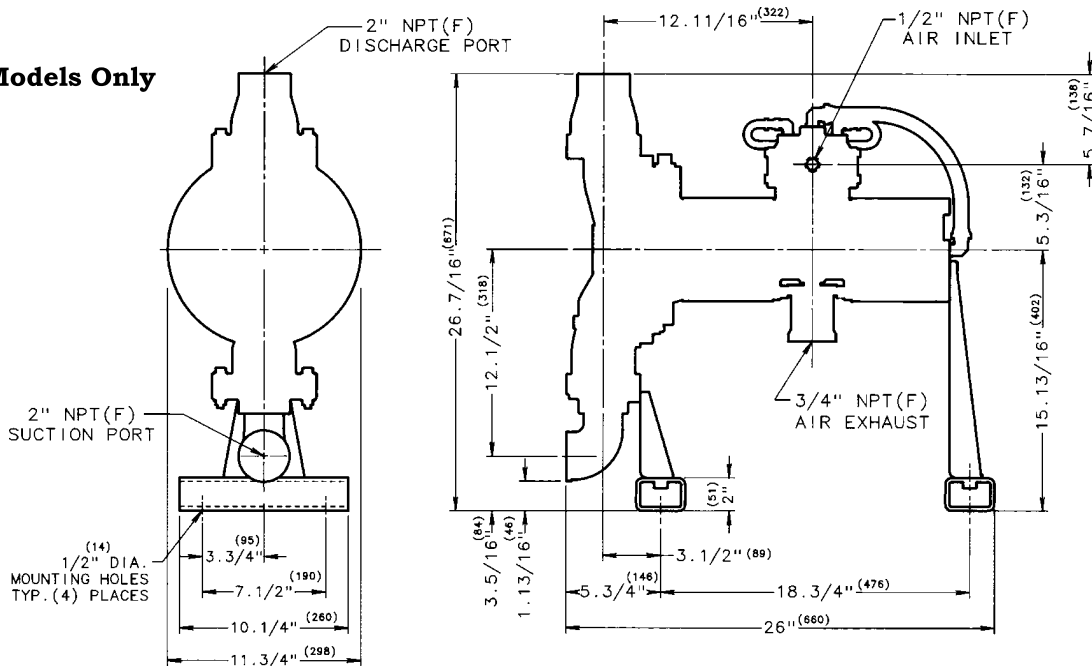 Models Only
2" NPT(F)
DISCHARGE PORT
12.11/16" (322)
1/2" NPT(F)
AIR INLET
5.7/16" (138)
5.3/16" (132)
26.7/16" (671)
12.1/2" (318)
15.13/16" (402)
3/4" NPT(F)
AIR EXHAUST
2" NPT(F)
SUCTION PORT
2" (51)
3.5/16" (84)
1.13/16" (46)
3.1/2" (89)
(14)
1/2" DIA.
MOUNTING HOLES
TYP.(4) PLACES
3.3/4" (95)
7.1/2" (190)
10.1/4" (260)
11.3/4" (298)
5.3/4" (146)
18.3/4" (476)
26" (660)